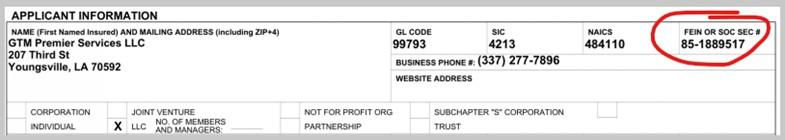 APPLICANT INFORMATION
NAME (First Named Insured) AND MAILING ADDRESS (including ZIP+4)
GTM Premier Services LLC
207 Third St
Youngsville, LA 70592
GL CODE SIC NAICS FEIN OR SOC SEC #
99793 4213 484110 85-1889517
BUSINESS PHONE #: (337) 277-7896
WEBSITE ADDRESS
CORPORATION JOINT VENTURE NOT FOR PROFIT ORG SUBCHAPTER "S" CORPORATION
INDIVIDUAL X LLC NO. OF MEMBERS AND MANAGERS: PARTNERSHIP TRUST